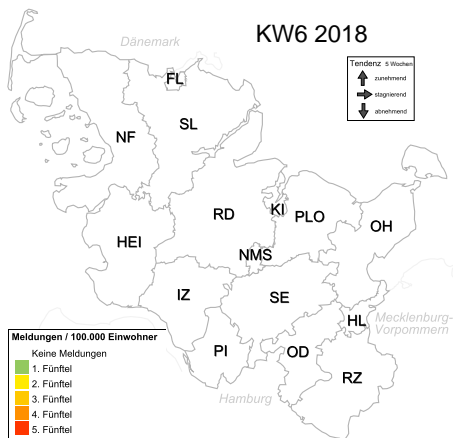 KW6 2018
Dänemark
Tendenz 5 Wochen
zunehmend
stagnierend
abnehmend
FL
SL
NF
RD
KI
PLO
OH
HEI
NMS
IZ
SE
HL
Mecklenburg-
Vorpommern
PI
OD
RZ
Hamburg
Meldungen / 100.000 Einwohner
Keine Meldungen
1. Fünftel
2. Fünftel
3. Fünftel
4. Fünftel
5. Fünftel